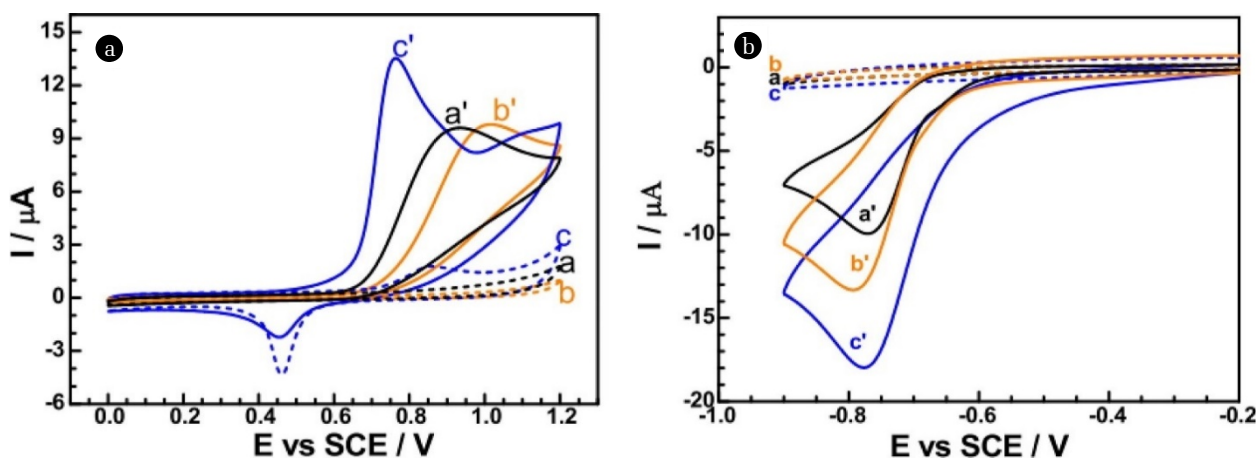 a
15
12
9
6
3
0
-3
-6
I / μA
c'
a'
b'
c
a
b
0.0 0.2 0.4 0.6 0.8 1.0 1.2
E vs SCE / V
b
0
-5
-10
-15
-20
I / μA
b
a
c
a'
b'
c'
-1.0 -0.8 -0.6 -0.4 -0.2
E vs SCE / V